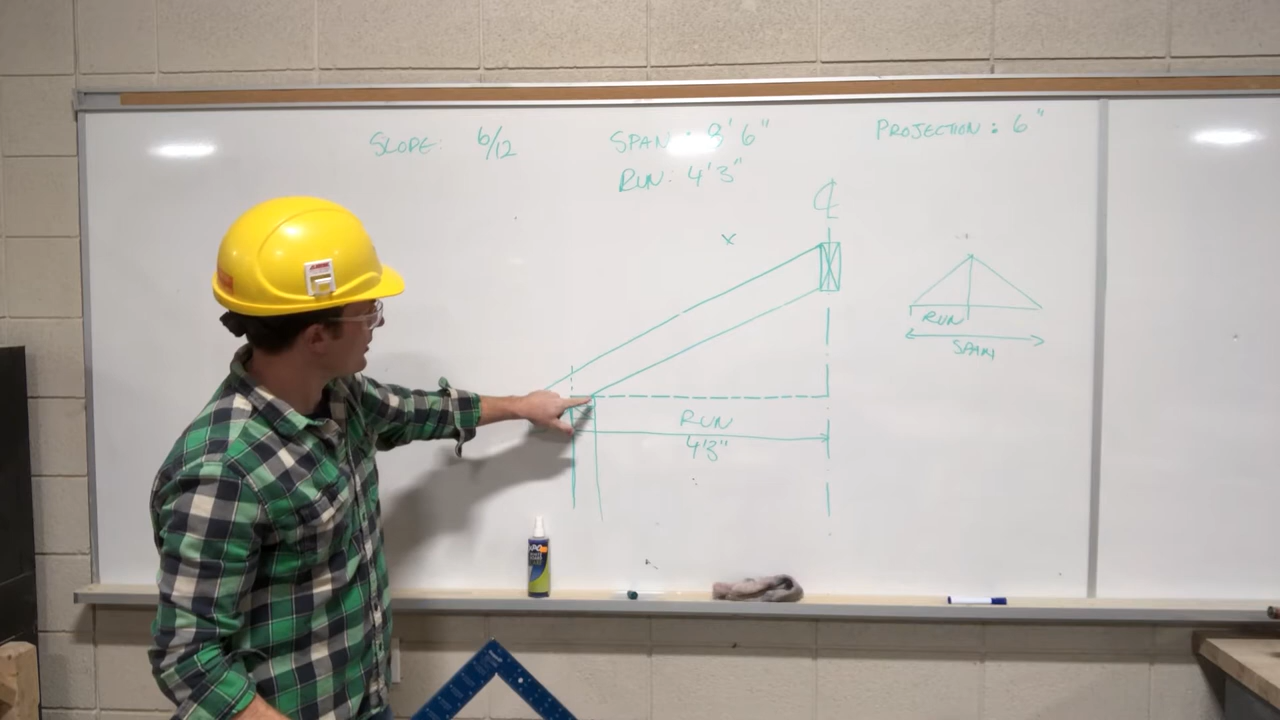 SLOPE: 6/12
SPAN: 8' 6"
RUN: 4'3"
PROJECTION: 6"
℄
x
RUN
4'3"
RUN
SPAN